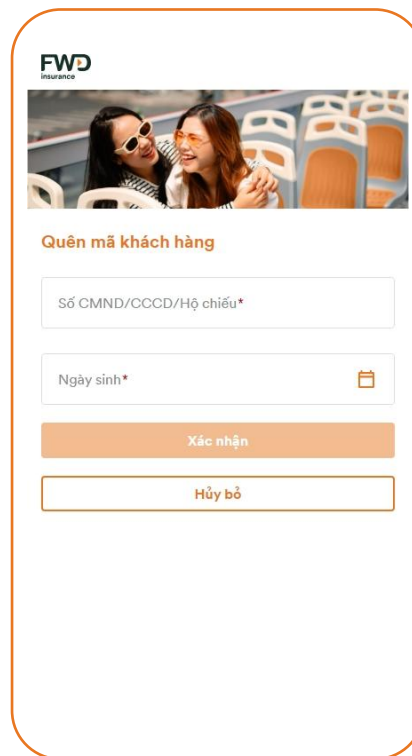 FWD
insurance
Quên mã khách hàng
Số CMND/CCCD/Hộ chiếu*
Ngày sinh*
Xác nhận
Hủy bỏ